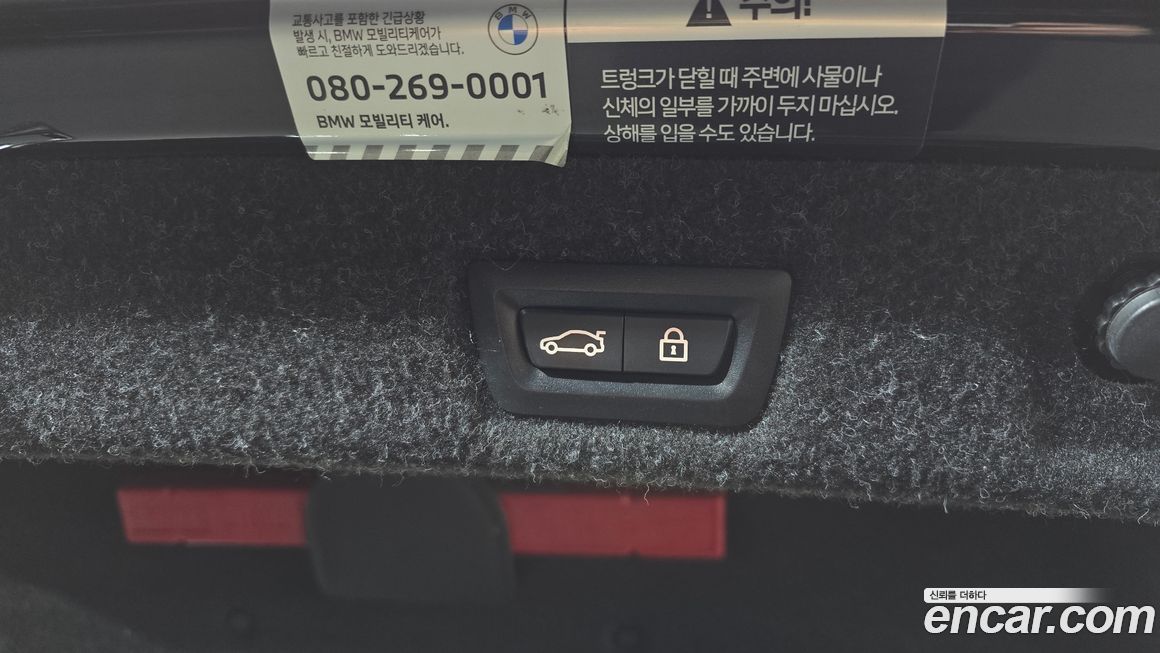 교통사고를 포함한 긴급상황
발생 시, BMW 모빌리티케어가
빠르고 친절하게 도와드리겠습니다.
BMW
080-269-0001
BMW 모빌리티 케어.
주의!
트렁크가 닫힐 때 주변에 사물이나
신체의 일부를 가까이 두지 마십시오.
상해를 입을 수도 있습니다.
신뢰를 더하다
encar.com